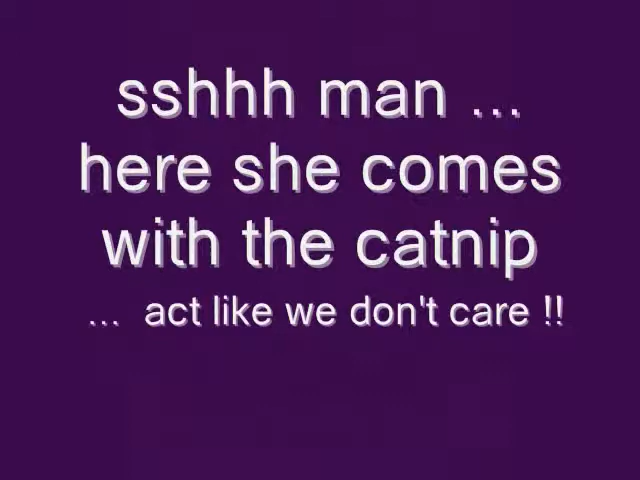 sshhh man ...
here she comes
with the catnip
... act like we don't care !!